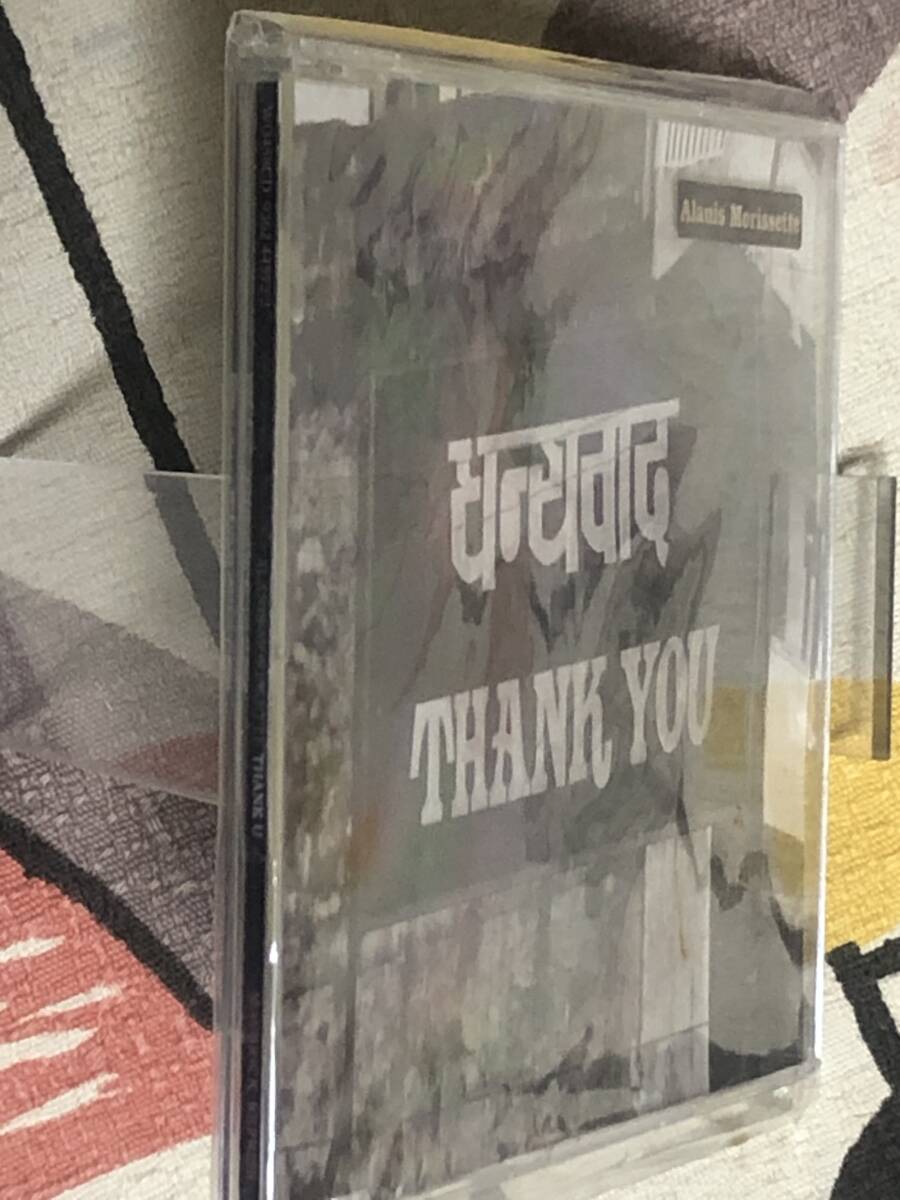 Alanis Morissette
धन्यवाद
THANK YOU
THANK U